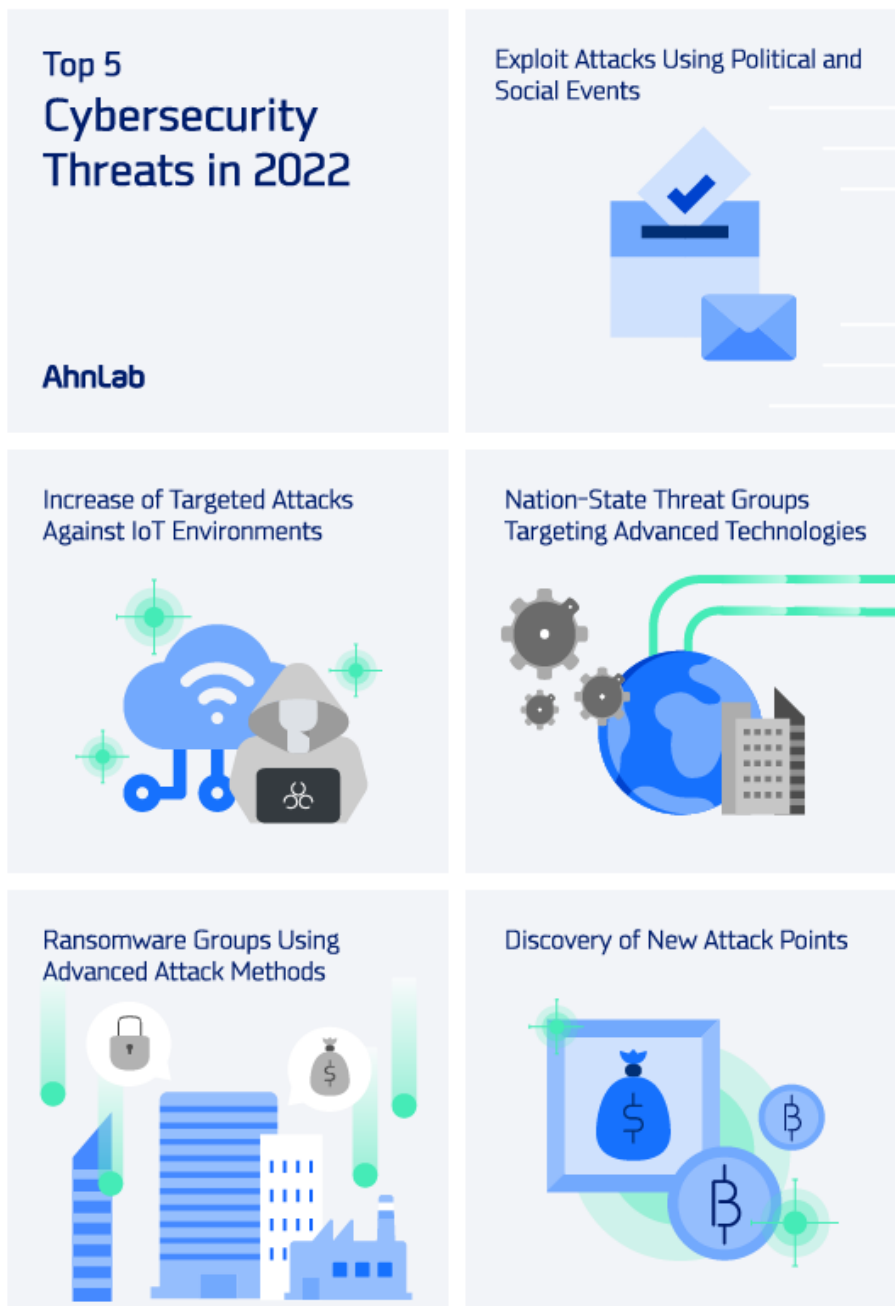 Top 5
Cybersecurity
Threats in 2022
AhnLab
Exploit Attacks Using Political and
Social Events
Increase of Targeted Attacks
Against IoT Environments
Nation-State Threat Groups
Targeting Advanced Technologies
Ransomware Groups Using
Advanced Attack Methods
$
Discovery of New Attack Points
$
₿
₿